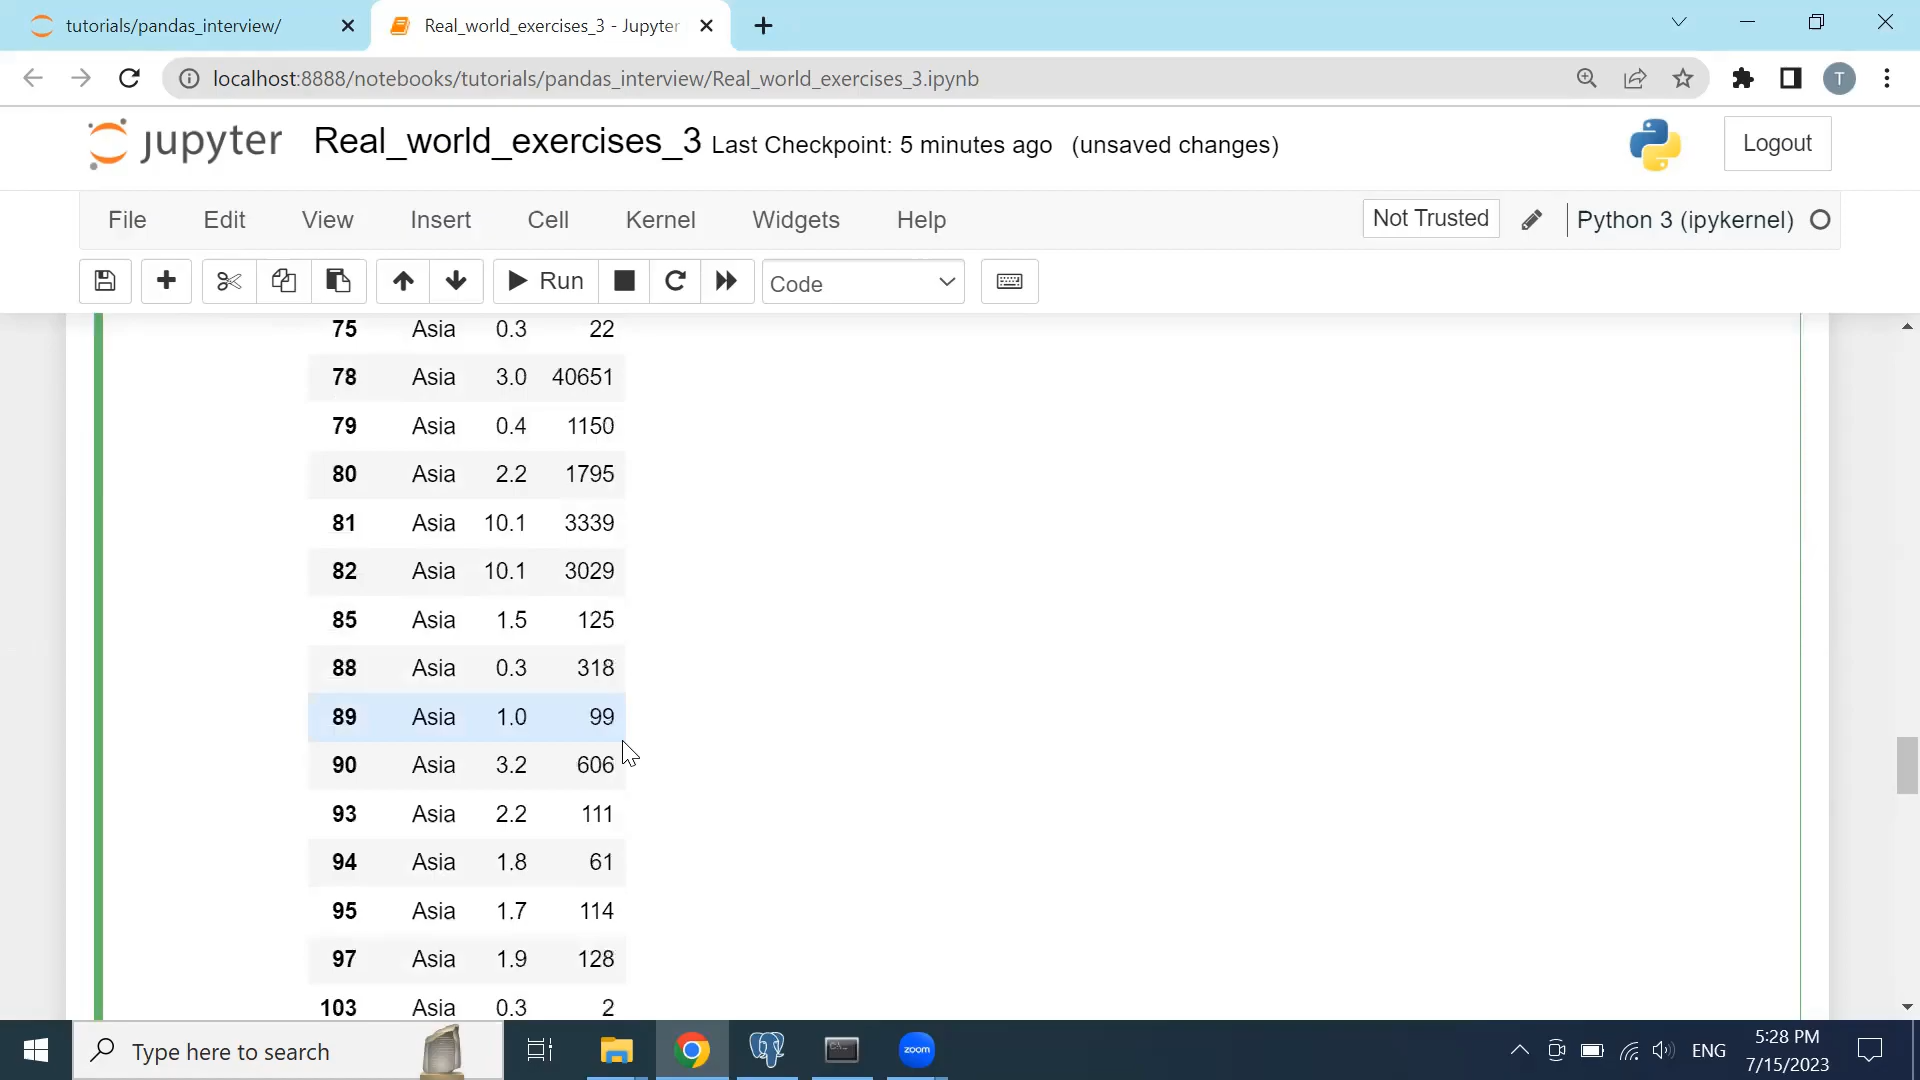 tutorials/pandas_interview/
Real_world_exercises_3 - Jupyter
localhost:8888/notebooks/tutorials/pandas_interview/Real_world_exercises_3.ipynb
T
jupyter Real_world_exercises_3 Last Checkpoint: 5 minutes ago (unsaved changes)
Logout
File Edit View Insert Cell Kernel Widgets Help
Not Trusted
Python 3 (ipykernel)
Run
Code
75 Asia 0.3 22
78 Asia 3.0 40651
79 Asia 0.4 1150
80 Asia 2.2 1795
81 Asia 10.1 3339
82 Asia 10.1 3029
85 Asia 1.5 125
88 Asia 0.3 318
89 Asia 1.0 99
90 Asia 3.2 606
93 Asia 2.2 111
94 Asia 1.8 61
95 Asia 1.7 114
97 Asia 1.9 128
103 Asia 0.3 2
Type here to search
zoom
ENG
5:28 PM
7/15/2023